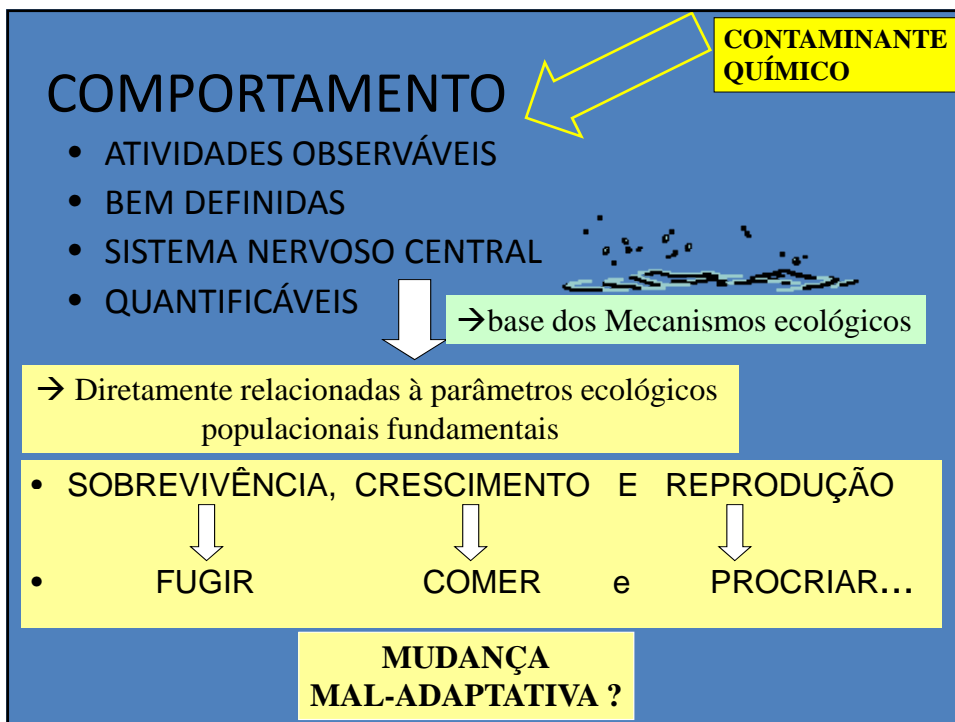 CONTAMINANTE
QUÍMICO
COMPORTAMENTO
• ATIVIDADES OBSERVÁVEIS
• BEM DEFINIDAS
• SISTEMA NERVOSO CENTRAL
• QUANTIFICÁVEIS
→base dos Mecanismos ecológicos
→ Diretamente relacionadas à parâmetros ecológicos
populacionais fundamentais
• SOBREVIVÊNCIA, CRESCIMENTO E REPRODUÇÃO
• FUGIR COMER e PROCRIAR...
MUDANÇA
MAL-ADAPTATIVA ?